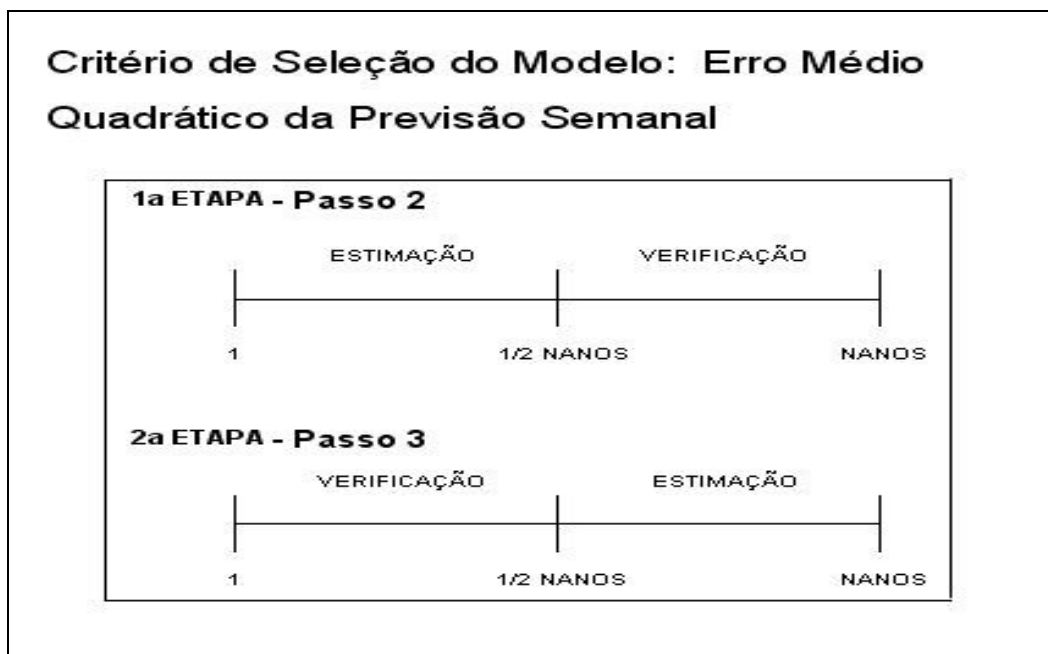 Critério de Seleção do Modelo: Erro Médio
Quadrático da Previsão Semanal
1a ETAPA - Passo 2
ESTIMAÇÃO VERIFICAÇÃO
1 1/2 NANOS NANOS
2a ETAPA - Passo 3
VERIFICAÇÃO ESTIMAÇÃO
1 1/2 NANOS NANOS